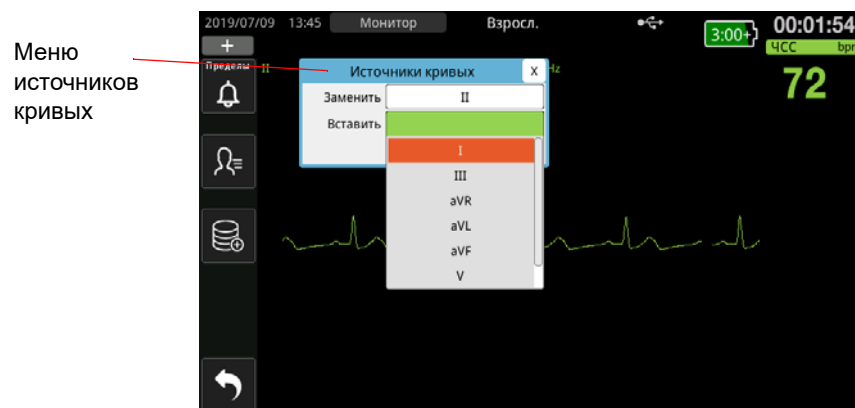 2019/07/09 13:45 Монитор Взросл. 3:00+ 00:01:54
ЧСС bpm
Меню
источников
кривых
Пределы II Источники кривых X Hz
72
Заменить II
Вставить
I
III
aVR
aVL
aVF
V